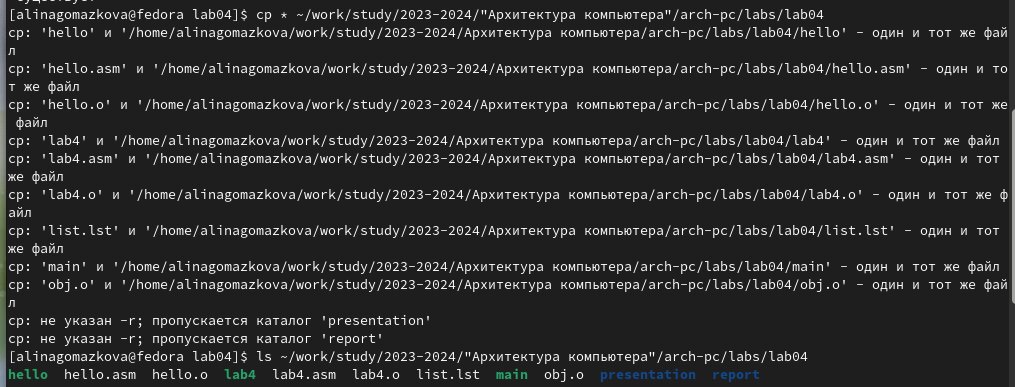 [alinagomazkova@fedora lab04]$ cp * ~/work/study/2023-2024/"Архитектура компьютера"/arch-pc/labs/lab04
cp: 'hello' и '/home/alinagomazkova/work/study/2023-2024/Архитектура компьютера/arch-pc/labs/lab04/hello' - один и тот же фай
л
cp: 'hello.asm' и '/home/alinagomazkova/work/study/2023-2024/Архитектура компьютера/arch-pc/labs/lab04/hello.asm' - один и то
т же файл
cp: 'hello.o' и '/home/alinagomazkova/work/study/2023-2024/Архитектура компьютера/arch-pc/labs/lab04/hello.o' - один и тот же
 файл
cp: 'lab4' и '/home/alinagomazkova/work/study/2023-2024/Архитектура компьютера/arch-pc/labs/lab04/lab4' - один и тот же файл
cp: 'lab4.asm' и '/home/alinagomazkova/work/study/2023-2024/Архитектура компьютера/arch-pc/labs/lab04/lab4.asm' - один и тот
же файл
cp: 'lab4.o' и '/home/alinagomazkova/work/study/2023-2024/Архитектура компьютера/arch-pc/labs/lab04/lab4.o' - один и тот же ф
айл
cp: 'list.lst' и '/home/alinagomazkova/work/study/2023-2024/Архитектура компьютера/arch-pc/labs/lab04/list.lst' - один и тот
же файл
cp: 'main' и '/home/alinagomazkova/work/study/2023-2024/Архитектура компьютера/arch-pc/labs/lab04/main' - один и тот же файл
cp: 'obj.o' и '/home/alinagomazkova/work/study/2023-2024/Архитектура компьютера/arch-pc/labs/lab04/obj.o' - один и тот же фай
л
cp: не указан -r; пропускается каталог 'presentation'
cp: не указан -r; пропускается каталог 'report'
[alinagomazkova@fedora lab04]$ ls ~/work/study/2023-2024/"Архитектура компьютера"/arch-pc/labs/lab04
hello  hello.asm  hello.o  lab4  lab4.asm  lab4.o  list.lst  main  obj.o  presentation  report